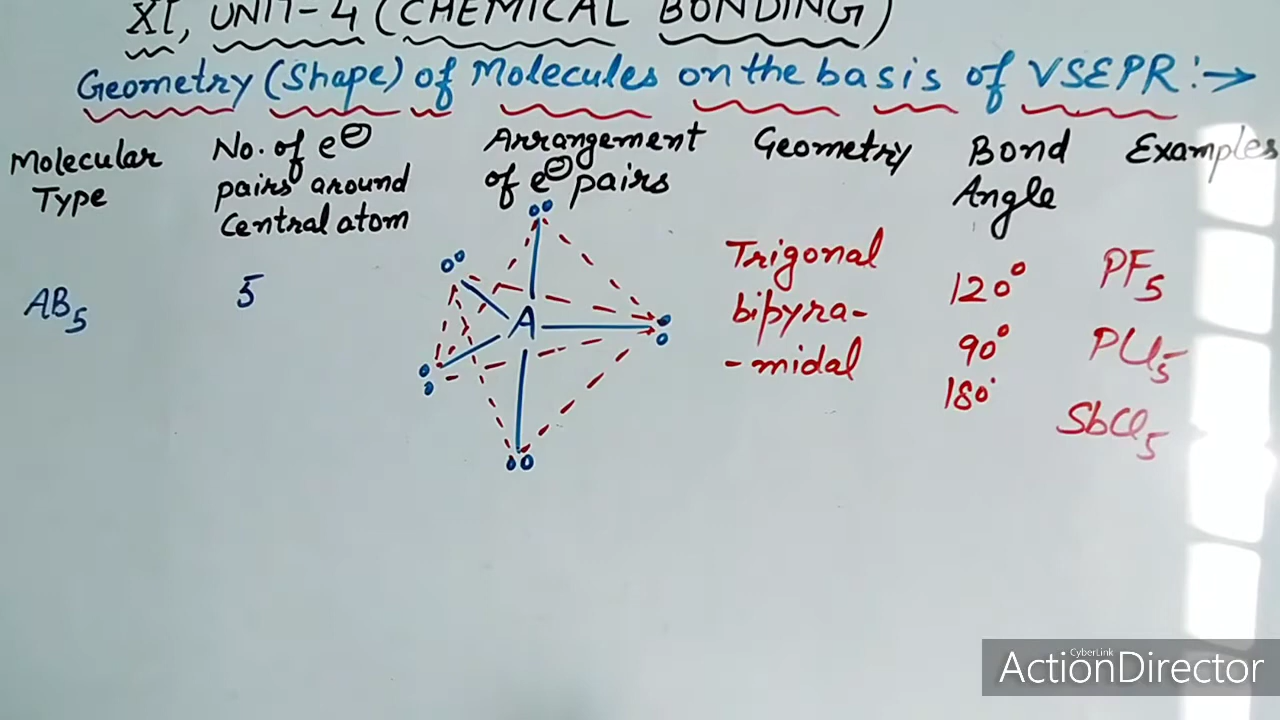 XI, UNIT-4 (CHEMICAL BONDING)
Geometry (Shape) of Molecules on the basis of VSEPR:→
Molecular Type
No. of e⊖ pairs around Central atom
Arrangement of e⊖ pairs
Geometry
Bond Angle
Examples
AB5
5
A
Trigonal
bipyra-
-midal
120°
90°
180°
PF5
PCl5
SbCl5
CyberLink
ActionDirector